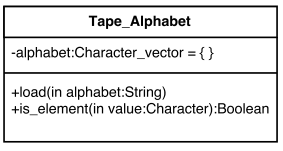 Tape_Alphabet
-alphabet:Character_vector = { }
+load(in alphabet:String)
+is_element(in value:Character):Boolean